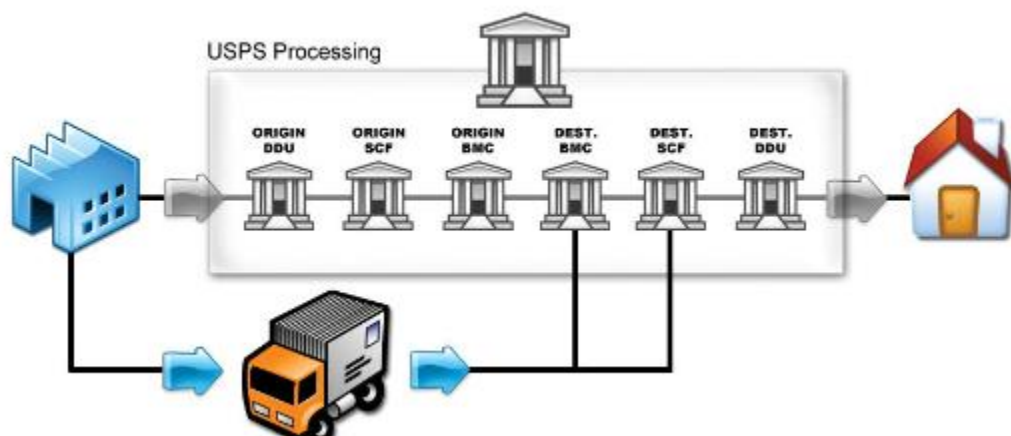 USPS Processing
ORIGIN
DDU
ORIGIN
SCF
ORIGIN
BMC
DEST.
BMC
DEST.
SCF
DEST.
DDU